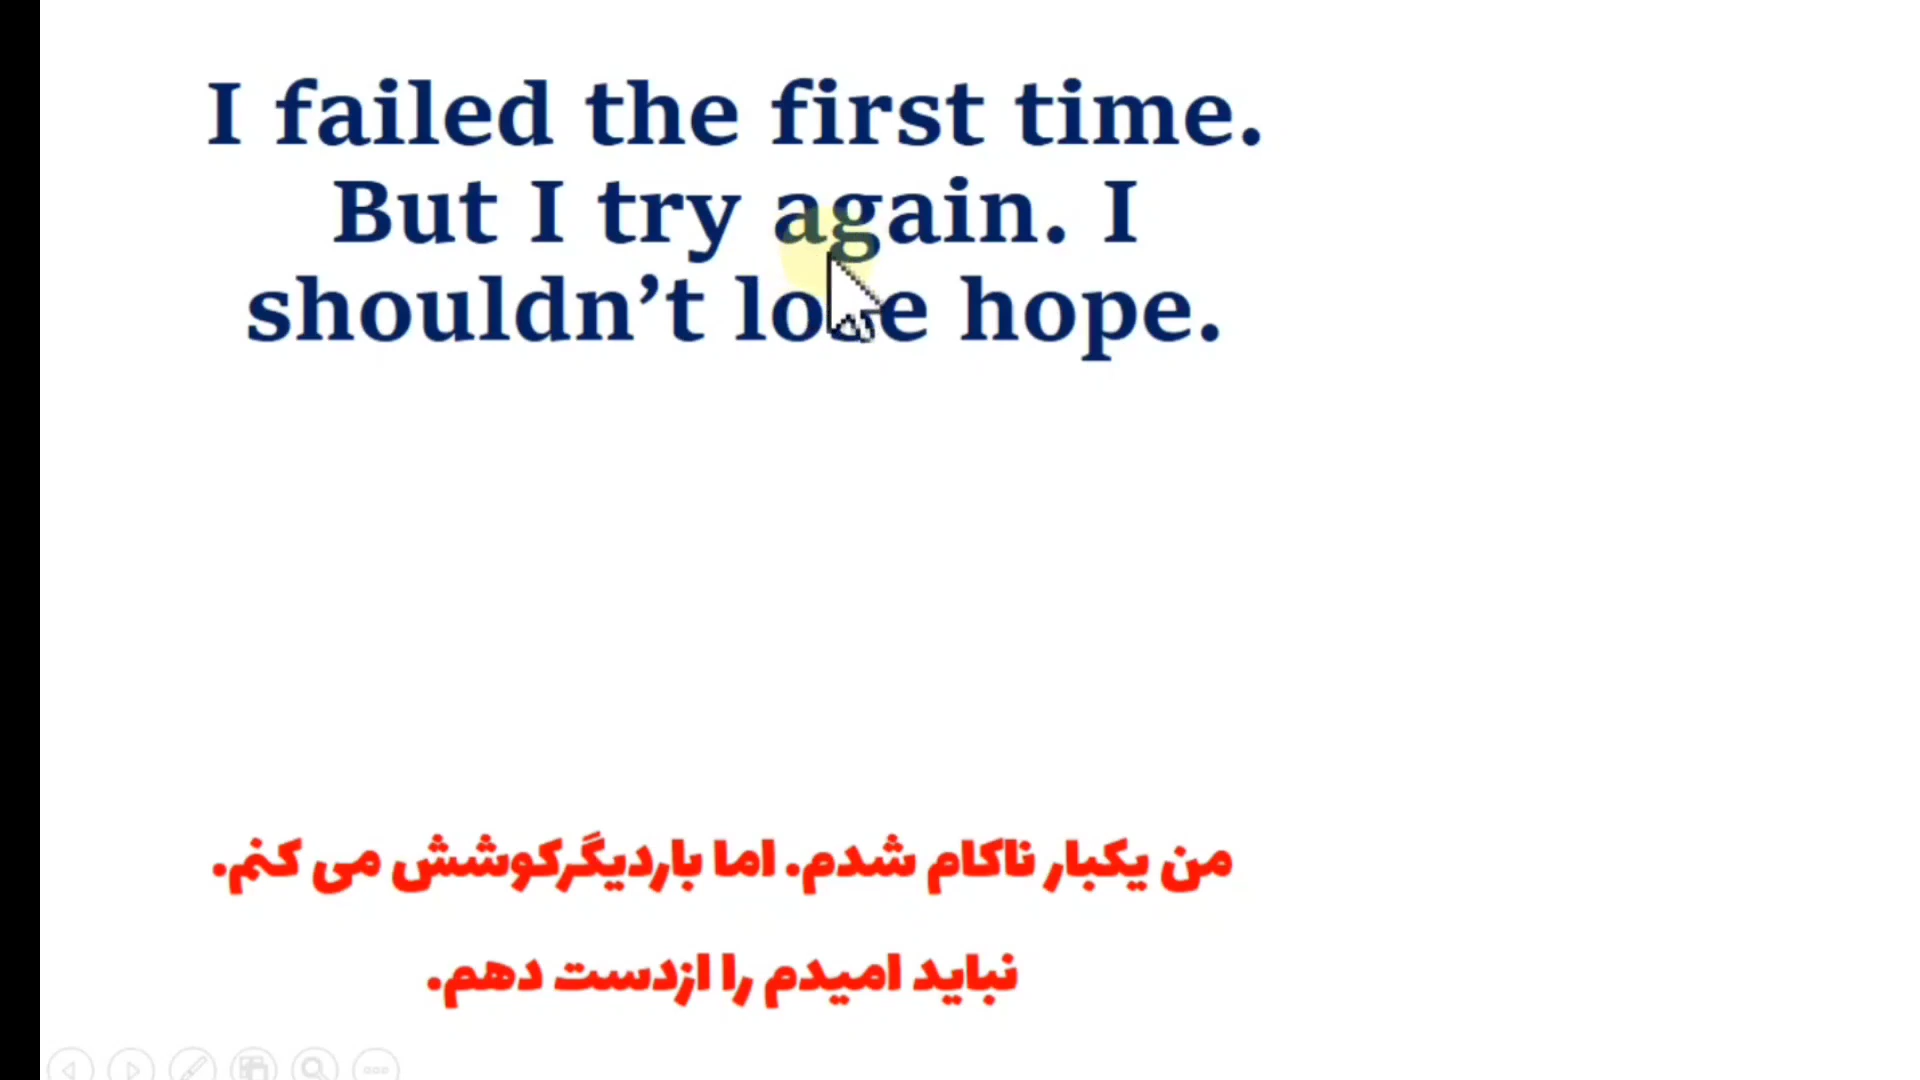 I failed the first time.
But I try again. I
shouldn’t lose hope.
من یکبار ناکام شدم. اما باردیگرکوشش می کنم.
نباید امیدم را ازدست دهم.